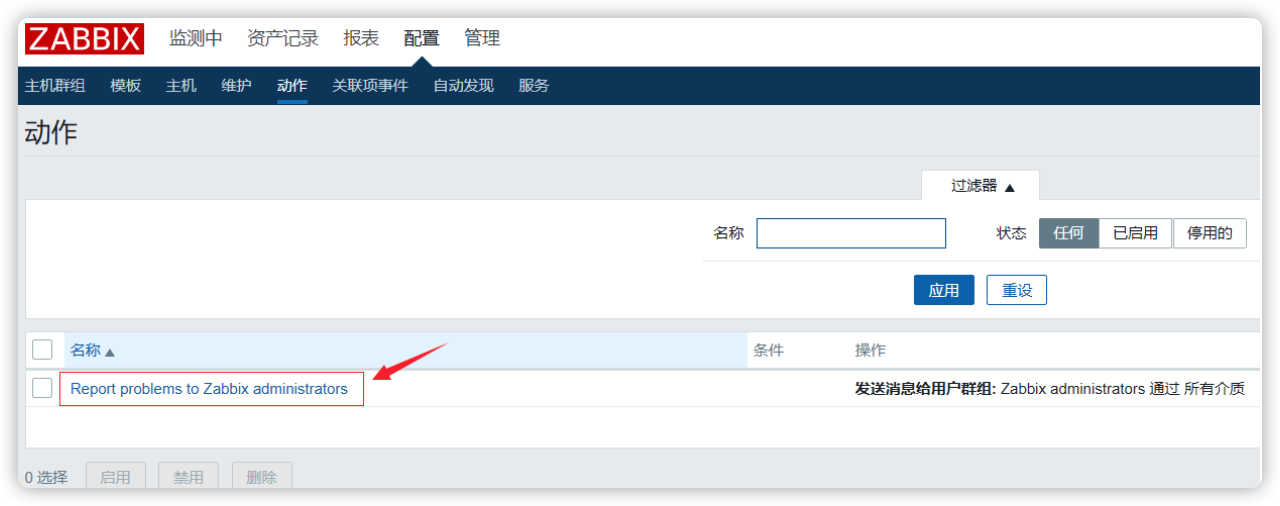 ZABBIX 监测中 资产记录 报表 配置 管理
主机群组 模板 主机 维护 动作 关联项事件 自动发现 服务
动作
过滤器 ▲
名称 状态 任何 已启用 停用的
应用 重设
名称 ▲ 条件 操作
Report problems to Zabbix administrators 发送消息给用户群组: Zabbix administrators 通过 所有介质
0 选择 启用 禁用 删除